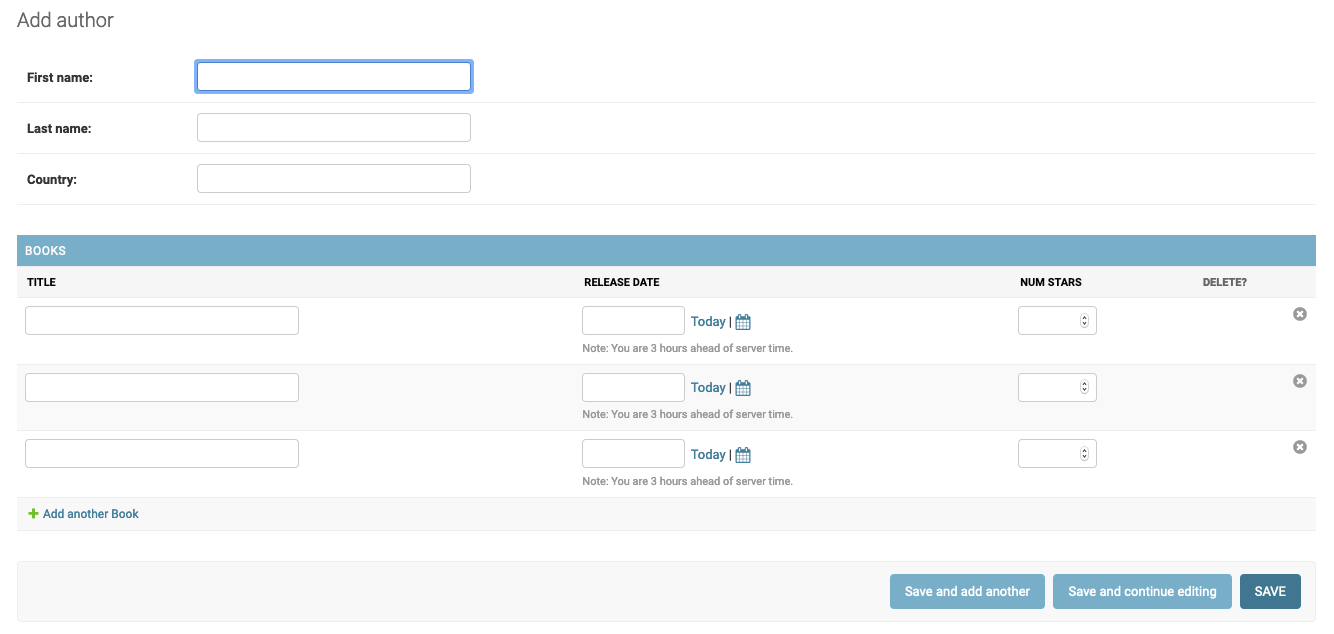 Add author
First name:
Last name:
Country:
BOOKS
TITLE RELEASE DATE NUM STARS DELETE?
Today |
Note: You are 3 hours ahead of server time.
Today |
Note: You are 3 hours ahead of server time.
Today |
Note: You are 3 hours ahead of server time.
Add another Book
Save and add another Save and continue editing SAVE